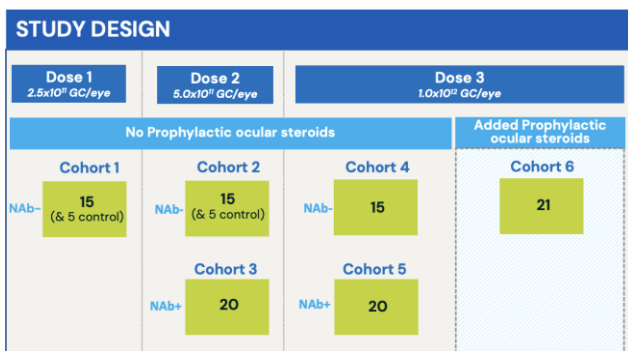 STUDY DESIGN
Dose 1
2.5x10¹¹ GC/eye
Dose 2
5.0x10¹¹ GC/eye
Dose 3
1.0x10¹² GC/eye
No Prophylactic ocular steroids
Added Prophylactic
ocular steroids
Cohort 1
NAb-
15
(& 5 control)
Cohort 2
NAb-
15
(& 5 control)
Cohort 4
NAb-
15
Cohort 6
21
Cohort 3
NAb+
20
Cohort 5
NAb+
20